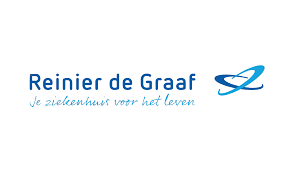 Reinier de Graaf
Je ziekenhuis voor het leven